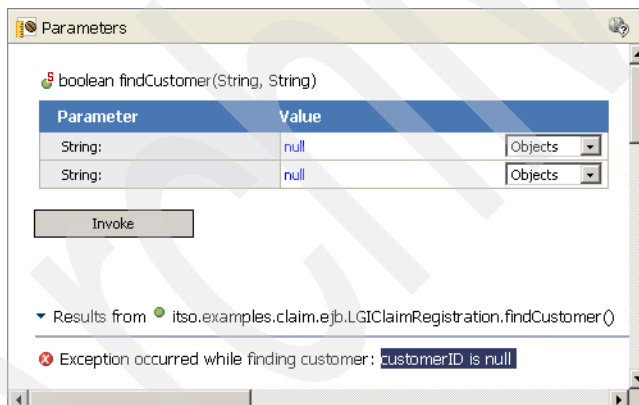 Parameters
S boolean findCustomer(String, String)
Parameter Value
String: null Objects
String: null Objects
Invoke
Results from itso.examples.claim.ejb.LGIClaimRegistration.findCustomer()
Exception occurred while finding customer: customerID is null